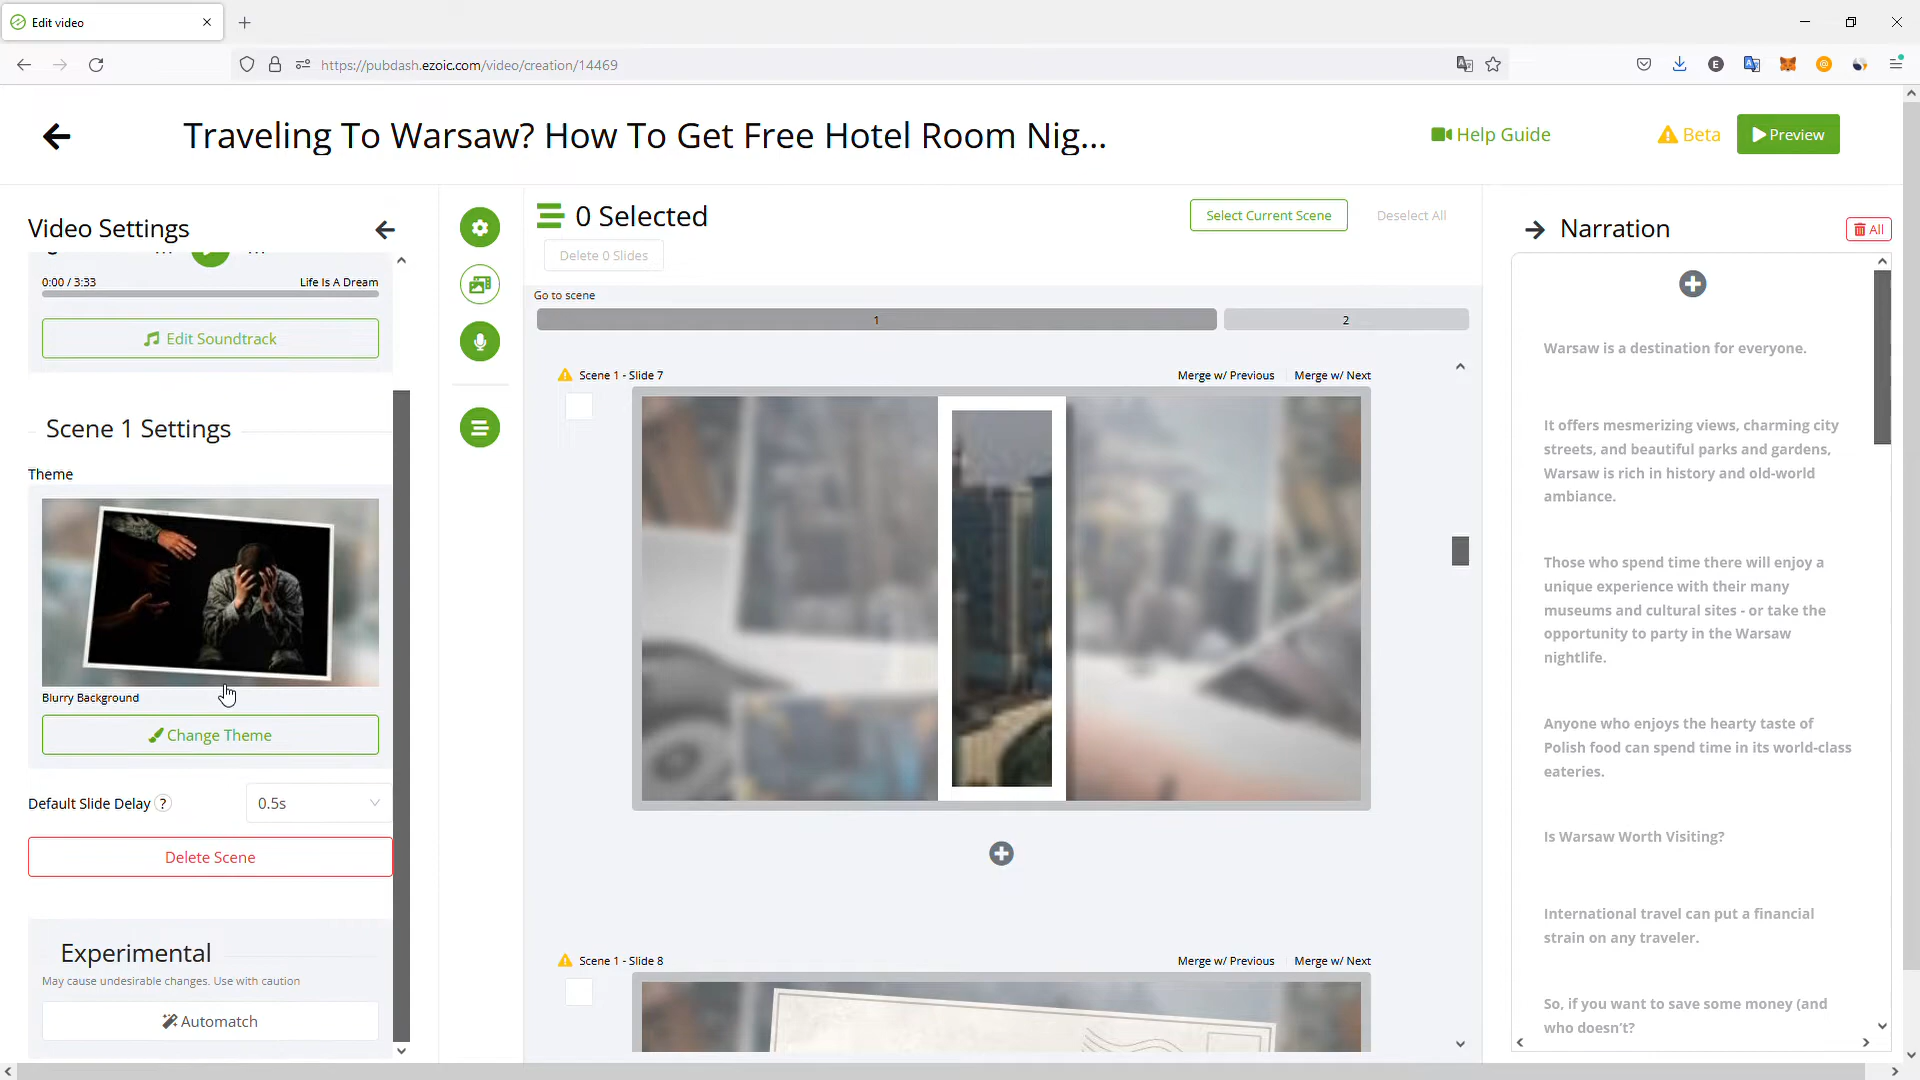 Edit video
https://pubdash.ezoic.com/video/creation/14469
Traveling To Warsaw? How To Get Free Hotel Room Nig...
Help Guide
Beta
Preview
Video Settings
0:00 / 3:33
Life Is A Dream
Edit Soundtrack
Scene 1 Settings
Theme
Blurry Background
Change Theme
Default Slide Delay ?
0.5s
Delete Scene
Experimental
May cause undesirable changes. Use with caution
Automatch
0 Selected
Select Current Scene
Deselect All
Delete 0 Slides
Go to scene
1
2
Scene 1 - Slide 7
Merge w/ Previous
Merge w/ Next
Scene 1 - Slide 8
Merge w/ Previous
Merge w/ Next
Narration
All
Warsaw is a destination for everyone.
It offers mesmerizing views, charming city
streets, and beautiful parks and gardens,
Warsaw is rich in history and old-world
ambiance.
Those who spend time there will enjoy a
unique experience with their many
museums and cultural sites - or take the
opportunity to party in the Warsaw
nightlife.
Anyone who enjoys the hearty taste of
Polish food can spend time in its world-class
eateries.
Is Warsaw Worth Visiting?
International travel can put a financial
strain on any traveler.
So, if you want to save some money (and
who doesn't?